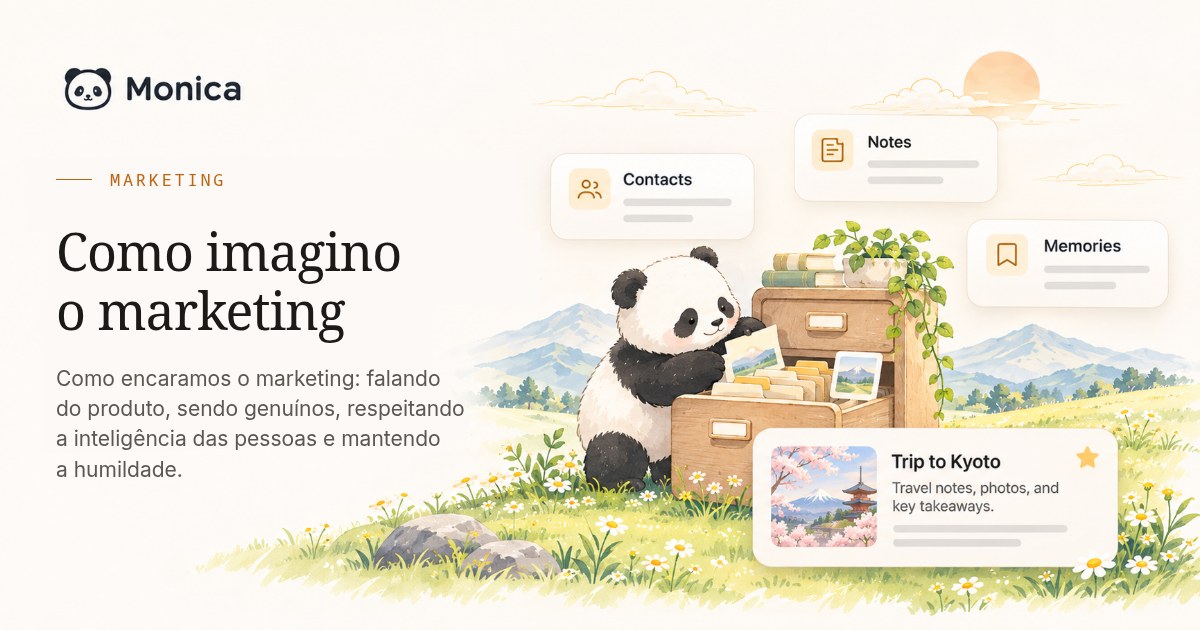 Monica
MARKETING
Como imagino
o marketing
Como encaramos o marketing: falando
do produto, sendo genuínos, respeitando
a inteligência das pessoas e mantendo
a humildade.
Contacts
Notes
Memories
Trip to Kyoto
Travel notes, photos, and
key takeaways.